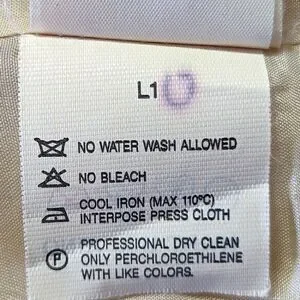 L1
NO WATER WASH ALLOWED
NO BLEACH
COOL IRON (MAX 110ºC)
INTERPOSE PRESS CLOTH
P
PROFESSIONAL DRY CLEAN
ONLY PERCHLOROETHILENE
WITH LIKE COLORS.